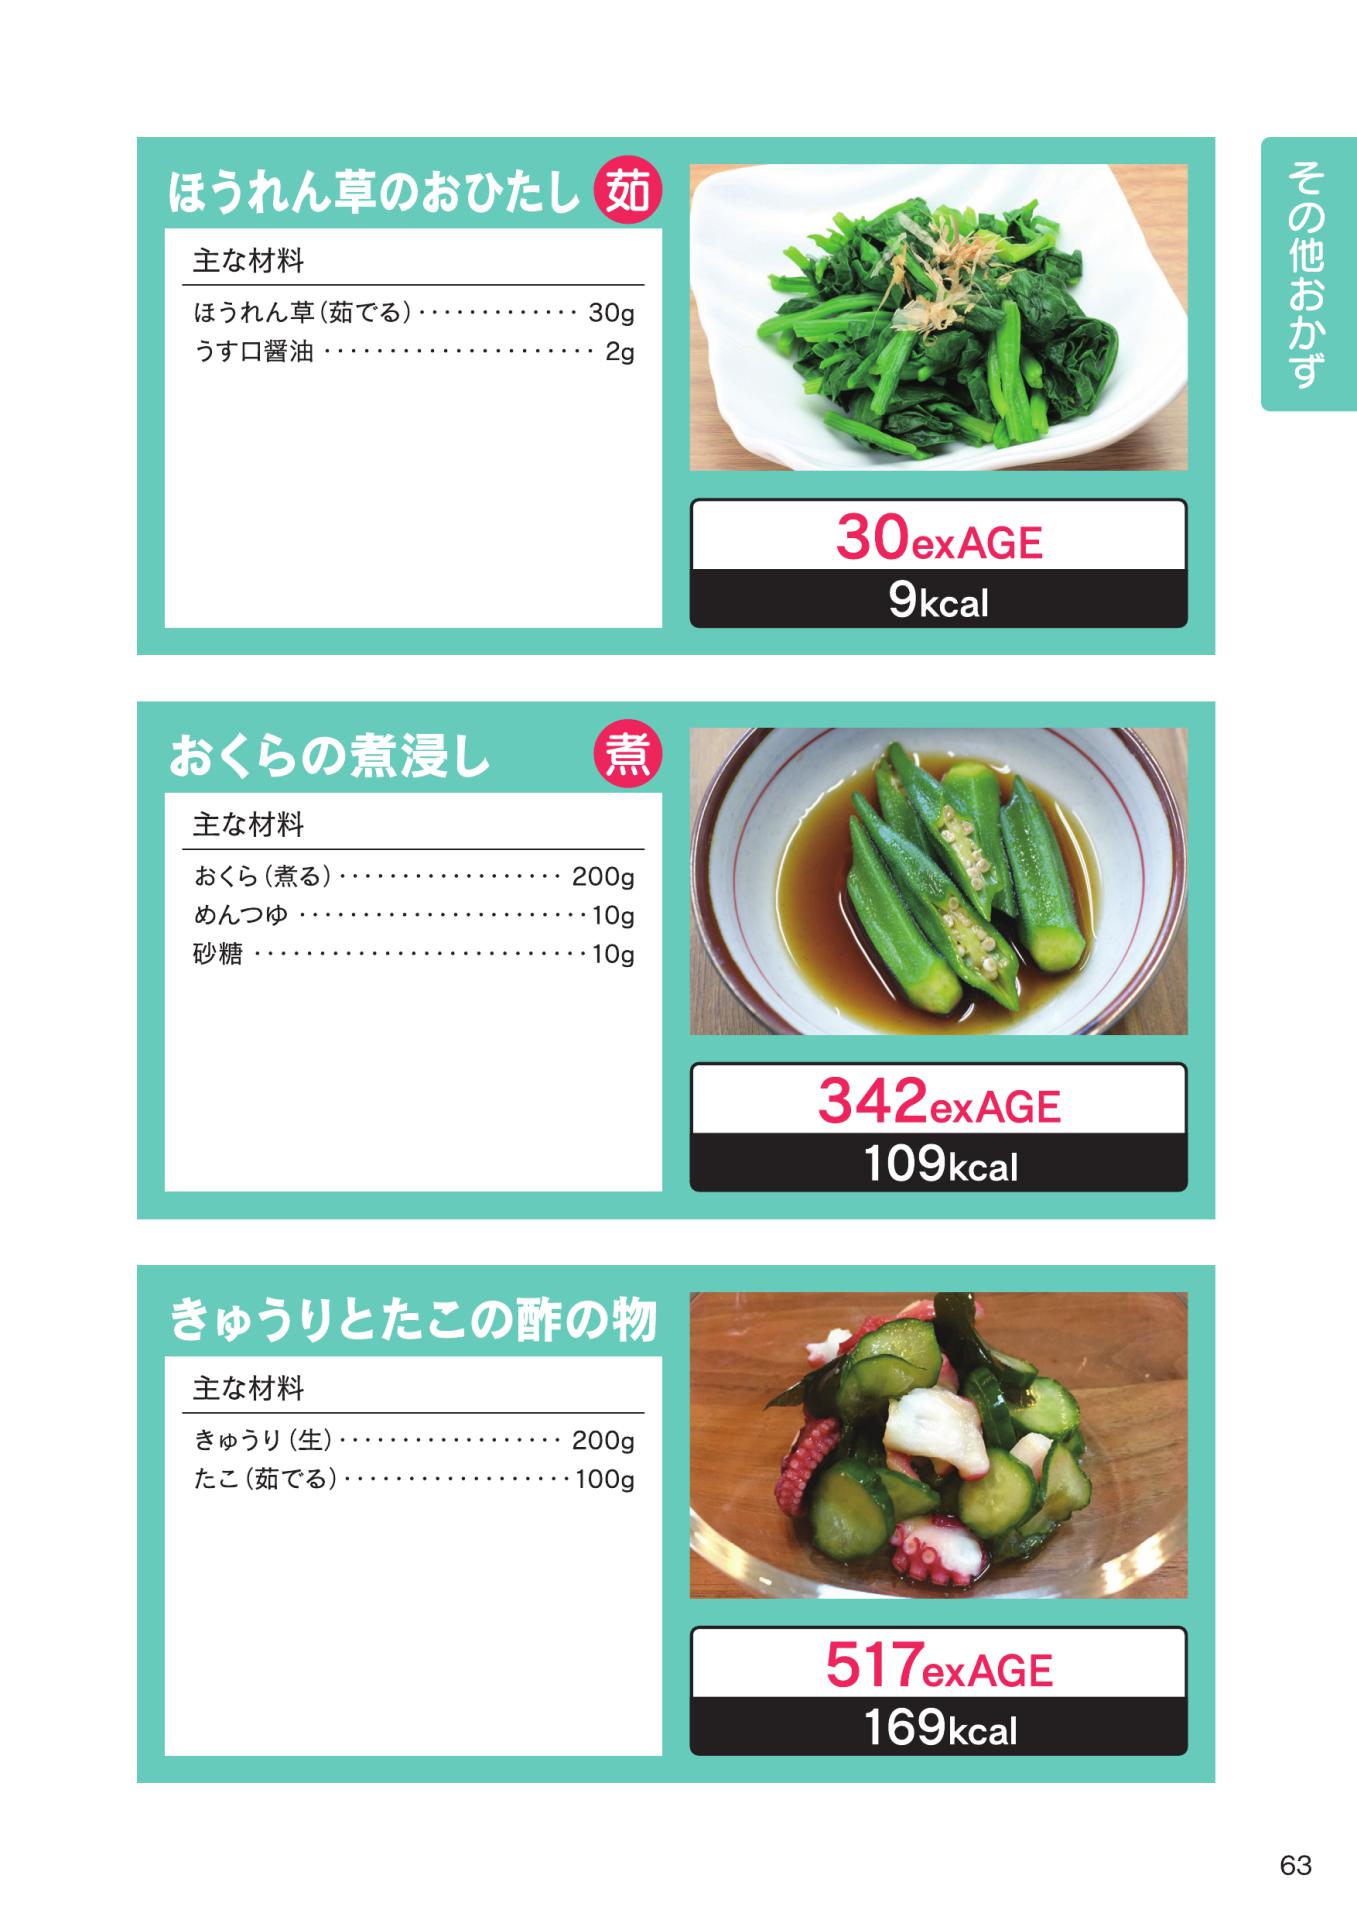 ほうれん草のおひたし 茹
主な材料
ほうれん草（茹でる）・・・・・・・・・・・・・ 30g
うす口醤油 ・・・・・・・・・・・・・・・・・・・・・ 2g
30exAGE
9kcal
その他おかず
おくらの煮浸し 煮
主な材料
おくら（煮る）・・・・・・・・・・・・・・・・・・ 200g
めんつゆ ・・・・・・・・・・・・・・・・・・・・・・・10g
砂糖 ・・・・・・・・・・・・・・・・・・・・・・・・・・10g
342exAGE
109kcal
きゅうりとたこの酢の物
主な材料
きゅうり（生）・・・・・・・・・・・・・・・・・・ 200g
たこ（茹でる）・・・・・・・・・・・・・・・・・・100g
517exAGE
169kcal
63